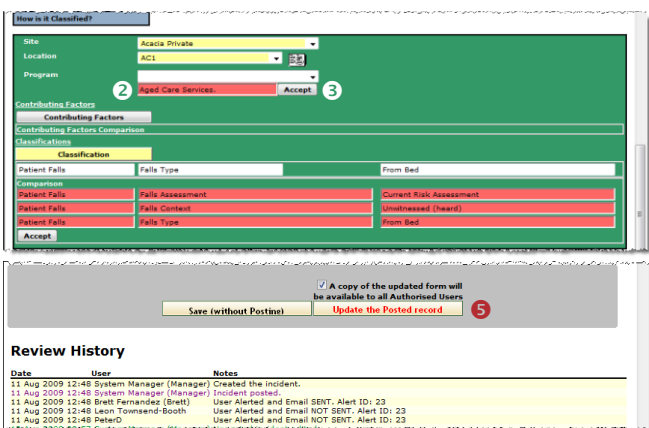 How is it Classified?
Site Acacia Private
Location AC1
Program
2 Aged Care Services. Accept 3
Contributing Factors
Contributing Factors
Contributing Factors Comparison
Classifications
Classification
Patient Falls Falls Type From Bed
Comparison
Patient Falls Falls Assessment Current Risk Assessment
Patient Falls Falls Context Unwitnessed (heard)
Patient Falls Falls Type From Bed
Accept
A copy of the updated form will
be available to all Authorised Users
Save (without Posting) Update the Posted record 5
Review History
Date User Notes
11 Aug 2009 12:48 System Manager (Manager) Created the incident.
11 Aug 2009 12:48 System Manager (Manager) Incident posted.
11 Aug 2009 12:48 Brett Fernandez (Brett) User Alerted and Email SENT. Alert ID: 23
11 Aug 2009 12:48 Leon Townsend-Booth User Alerted and Email NOT SENT. Alert ID: 23
11 Aug 2009 12:48 PeterD User Alerted and Email NOT SENT. Alert ID: 23